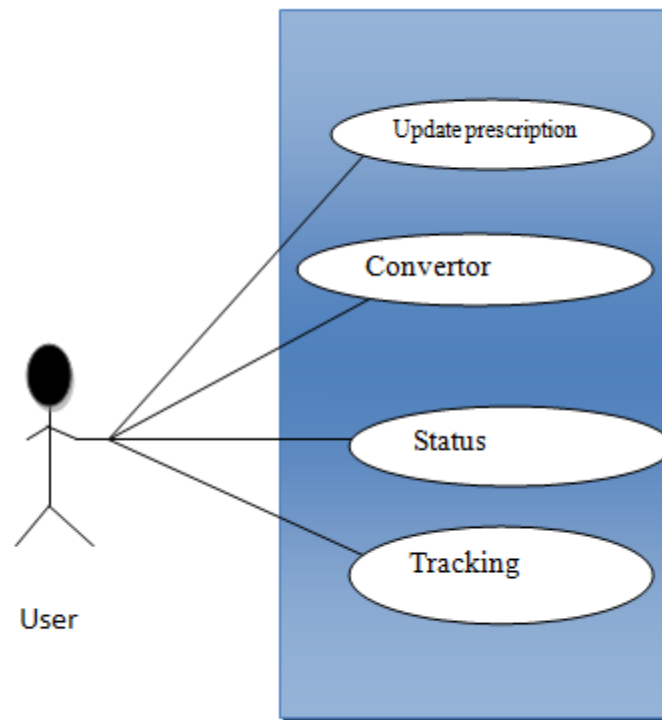 Update prescription
Convertor
Status
Tracking
User